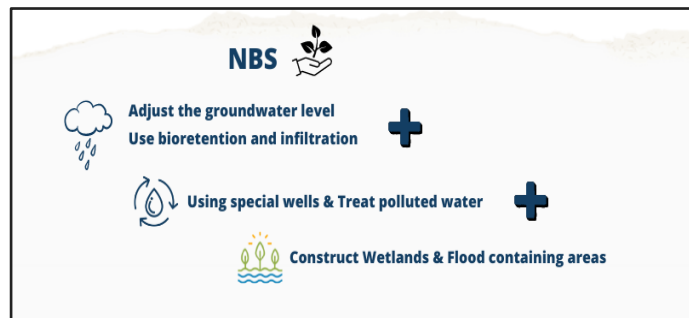 NBS
Adjust the groundwater level
Use bioretention and infiltration
Using special wells & Treat polluted water
Construct Wetlands & Flood containing areas